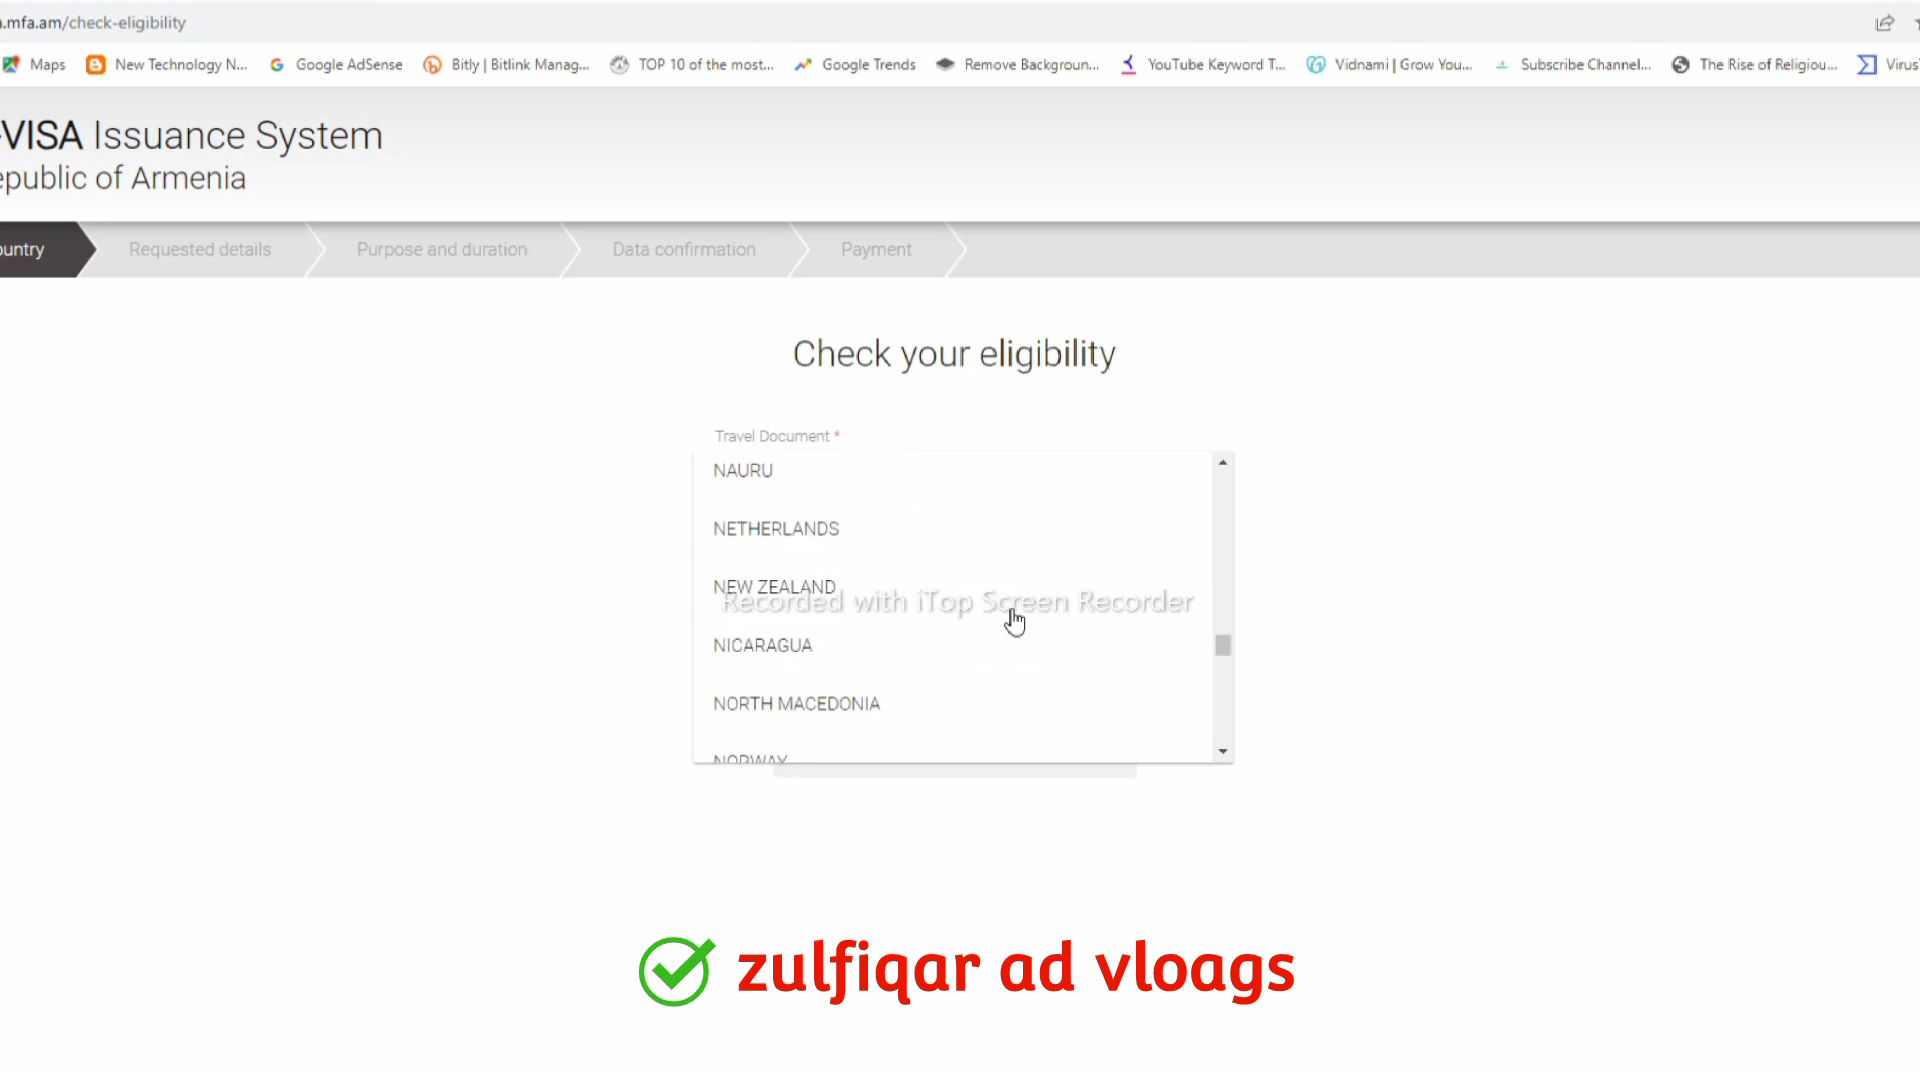 .mfa.am/check-eligibility
Maps New Technology N... Google AdSense Bitly | Bitlink Manag... TOP 10 of the most... Google Trends Remove Backgroun... YouTube Keyword T... Vidnami | Grow You... Subscribe Channel... The Rise of Religiou... Virus
-VISA Issuance System
epublic of Armenia
ountry Requested details Purpose and duration Data confirmation Payment
Check your eligibility
Travel Document *
NAURU
NETHERLANDS
NEW ZEALAND
Recorded with iTop Screen Recorder
NICARAGUA
NORTH MACEDONIA
NORWAY
zulfiqar ad vloags